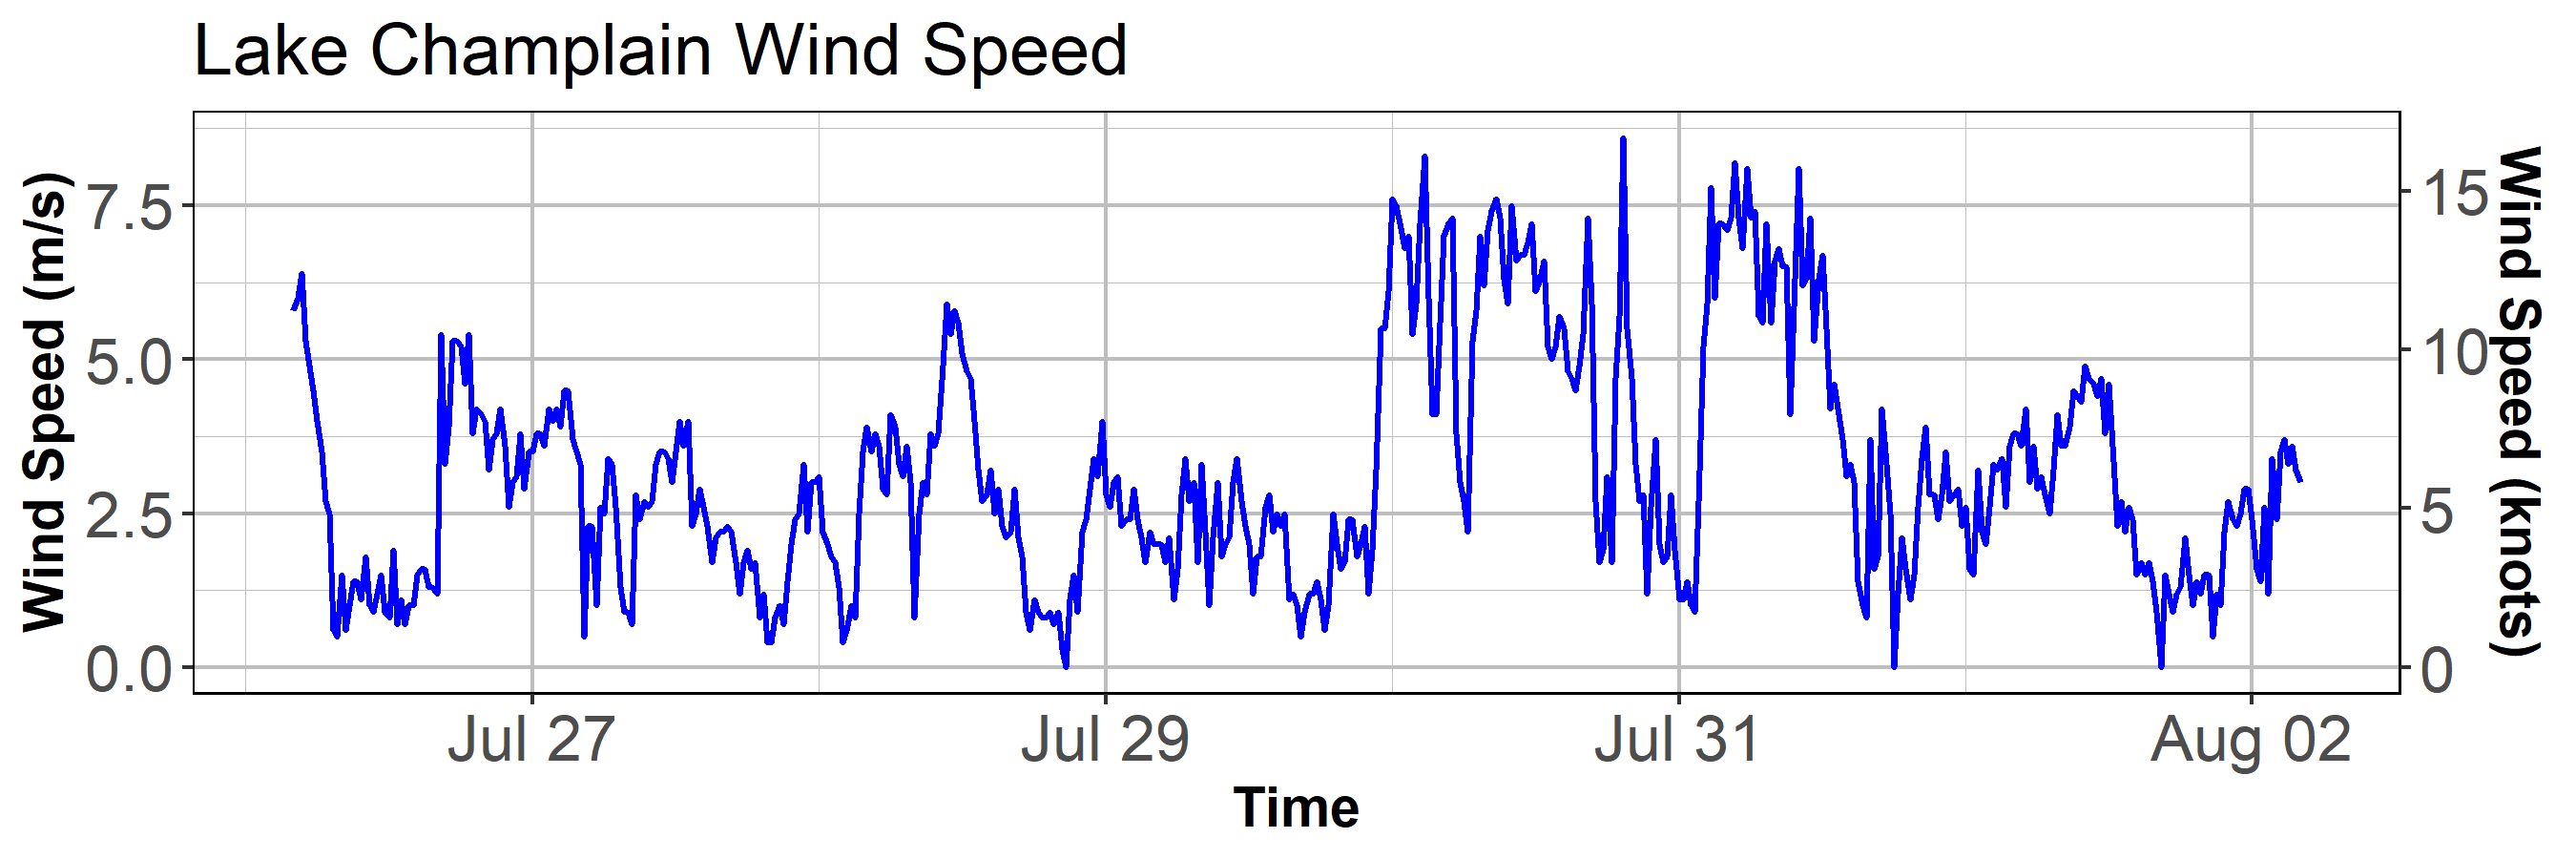 Lake Champlain Wind Speed
Wind Speed (m/s)
7.5
5.0
2.5
0.0
15
10
5
0
Wind Speed (knots)
Jul 27
Jul 29
Jul 31
Aug 02
Time